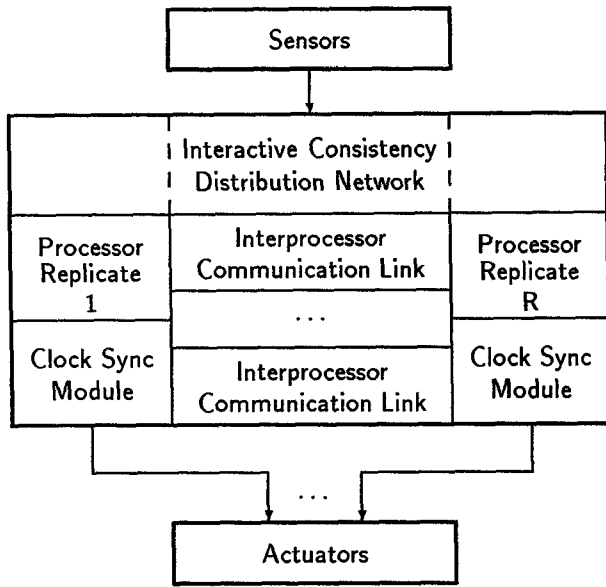 Sensors
Interactive Consistency
Distribution Network
Processor
Replicate
1
Interprocessor
Communication Link
Processor
Replicate
R
...
Clock Sync
Module
Interprocessor
Communication Link
Clock Sync
Module
...
Actuators